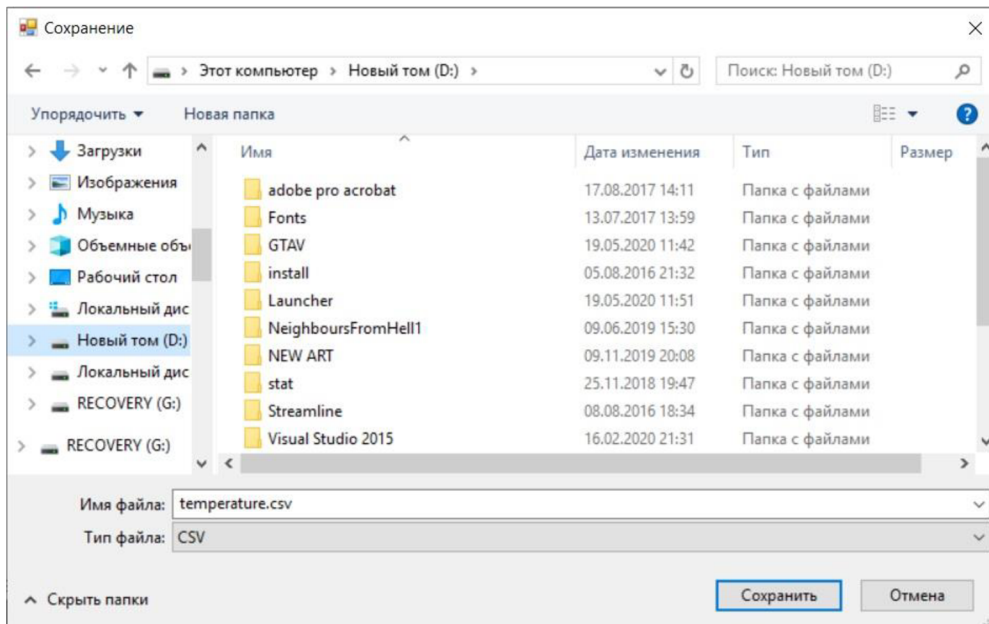 Сохранение
Этот компьютер > Новый том (D:) >
Поиск: Новый том (D:)
Упорядочить
Новая папка
Загрузки
Изображения
Музыка
Объемные объ
Рабочий стол
Локальный дис
Новый том (D:)
Локальный дис
RECOVERY (G:)
RECOVERY (G:)
Имя Дата изменения Тип Размер
adobe pro acrobat 17.08.2017 14:11 Папка с файлами
Fonts 13.07.2017 13:59 Папка с файлами
GTAV 19.05.2020 11:42 Папка с файлами
install 05.08.2016 21:32 Папка с файлами
Launcher 19.05.2020 11:51 Папка с файлами
NeighboursFromHell1 09.06.2019 15:30 Папка с файлами
NEW ART 09.11.2019 20:08 Папка с файлами
stat 25.11.2018 19:47 Папка с файлами
Streamline 08.08.2016 18:34 Папка с файлами
Visual Studio 2015 16.02.2020 21:31 Папка с файлами
Имя файла: temperature.csv
Тип файла: CSV
Скрыть папки
Сохранить
Отмена